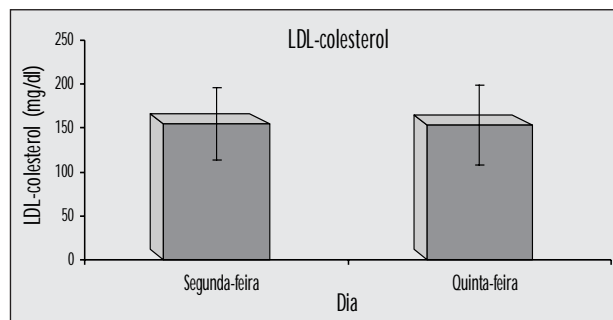 LDL-colesterol
LDL-colesterol (mg/dl)
250
200
150
100
50
0
Segunda-feira Quinta-feira
Dia